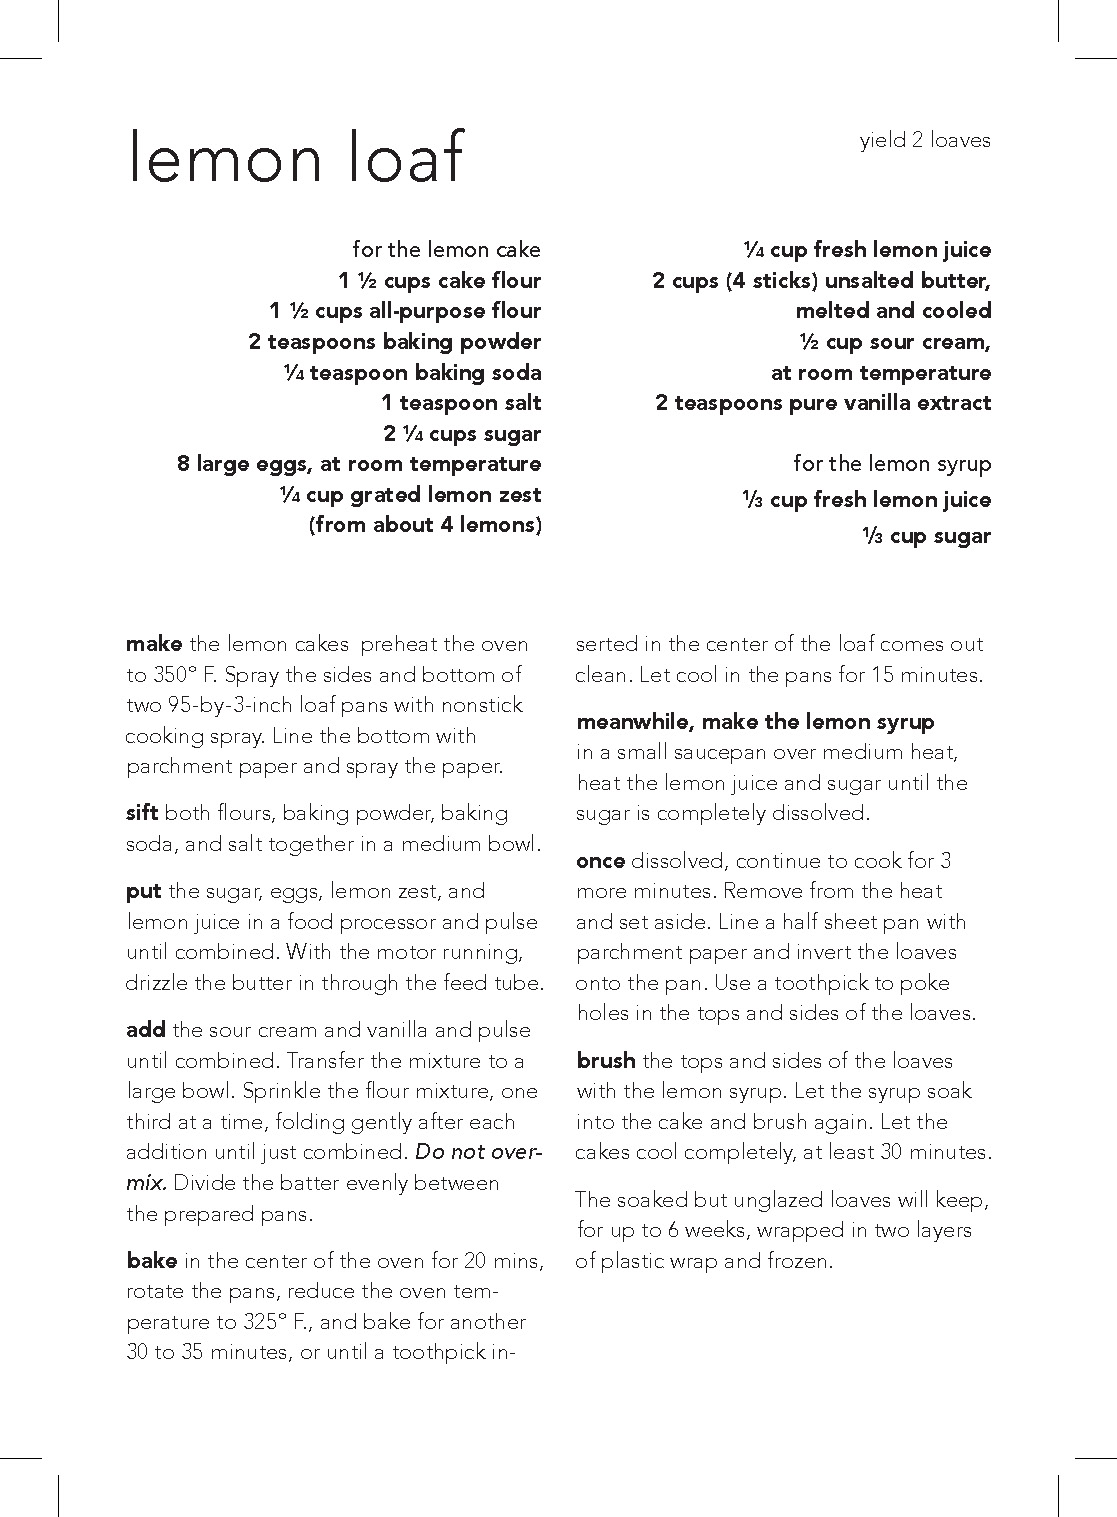 lemon loaf
yield 2 loaves
for the lemon cake
1 ½ cups cake flour
1 ½ cups all-purpose flour
2 teaspoons baking powder
¼ teaspoon baking soda
1 teaspoon salt
2 ¼ cups sugar
8 large eggs, at room temperature
¼ cup grated lemon zest
(from about 4 lemons)
¼ cup fresh lemon juice
2 cups (4 sticks) unsalted butter,
melted and cooled
½ cup sour cream,
at room temperature
2 teaspoons pure vanilla extract
for the lemon syrup
⅓ cup fresh lemon juice
⅓ cup sugar
make the lemon cakes  preheat the oven
to 350º F. Spray the sides and bottom of
two 95-by-3-inch loaf pans with nonstick
cooking spray. Line the bottom with
parchment paper and spray the paper.
sift both flours, baking powder, baking
soda, and salt together in a medium bowl.
put the sugar, eggs, lemon zest, and
lemon juice in a food processor and pulse
until combined. With the motor running,
drizzle the butter in through the feed tube.
add the sour cream and vanilla and pulse
until combined. Transfer the mixture to a
large bowl. Sprinkle the flour mixture, one
third at a time, folding gently after each
addition until just combined. Do not over-
mix. Divide the batter evenly between
the prepared pans.
bake in the center of the oven for 20 mins,
rotate the pans, reduce the oven tem-
perature to 325º F., and bake for another
30 to 35 minutes, or until a toothpick in-
serted in the center of the loaf comes out
clean. Let cool in the pans for 15 minutes.
meanwhile, make the lemon syrup
in a small saucepan over medium heat,
heat the lemon juice and sugar until the
sugar is completely dissolved.
once dissolved, continue to cook for 3
more minutes. Remove from the heat
and set aside. Line a half sheet pan with
parchment paper and invert the loaves
onto the pan. Use a toothpick to poke
holes in the tops and sides of the loaves.
brush the tops and sides of the loaves
with the lemon syrup. Let the syrup soak
into the cake and brush again. Let the
cakes cool completely, at least 30 minutes.
The soaked but unglazed loaves will keep,
for up to 6 weeks, wrapped in two layers
of plastic wrap and frozen.